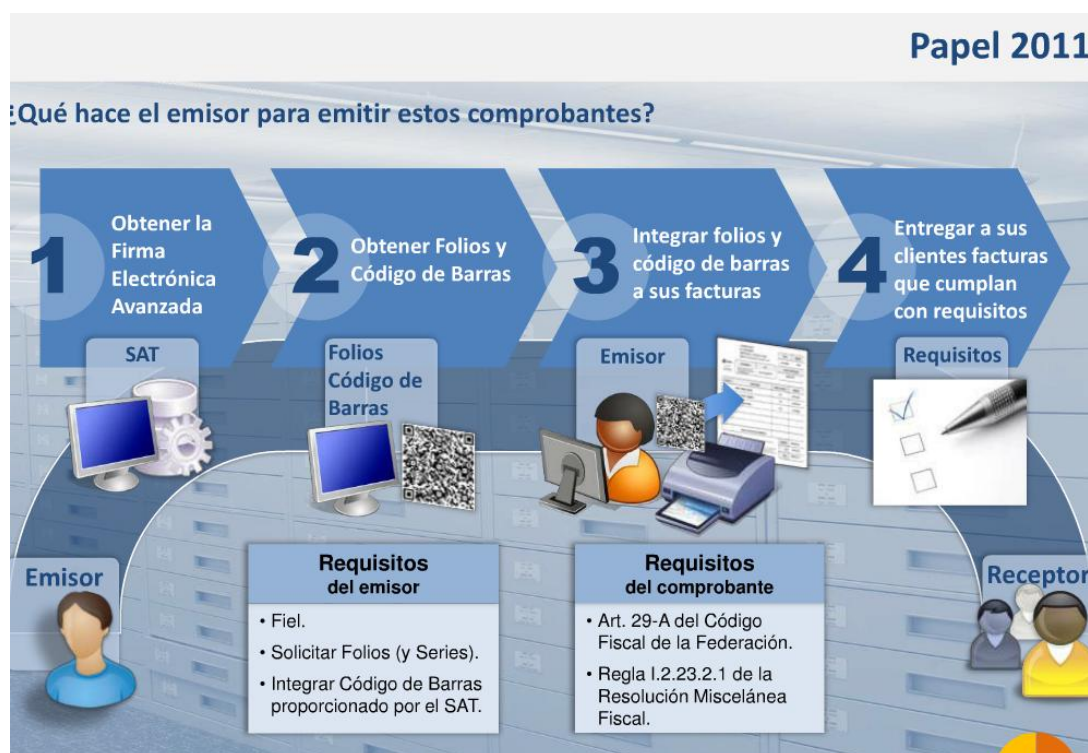 Papel 2011
¿Qué hace el emisor para emitir estos comprobantes?
1
Obtener la
Firma
Electrónica
Avanzada
2
Obtener Folios y
Código de Barras
3
Integrar folios y
código de barras
a sus facturas
4
Entregar a sus
clientes facturas
que cumplan
con requisitos
SAT
Folios
Código de
Barras
Emisor
Requisitos
Emisor
Requisitos
del emisor
• Fiel.
• Solicitar Folios (y Series).
• Integrar Código de Barras
proporcionado por el SAT.
Requisitos
del comprobante
• Art. 29-A del Código
Fiscal de la Federación.
• Regla I.2.23.2.1 de la
Resolución Miscelánea
Fiscal.
Receptor